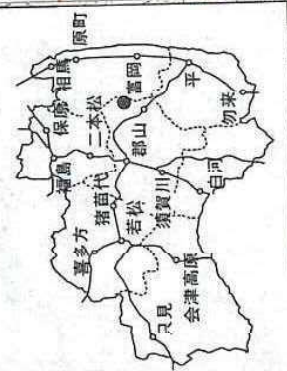 原町
相馬
保原
福島
二本松
富岡
平
勿来
郡山
猪苗代
喜多方
若松
須賀川
白河
会津高原
只見